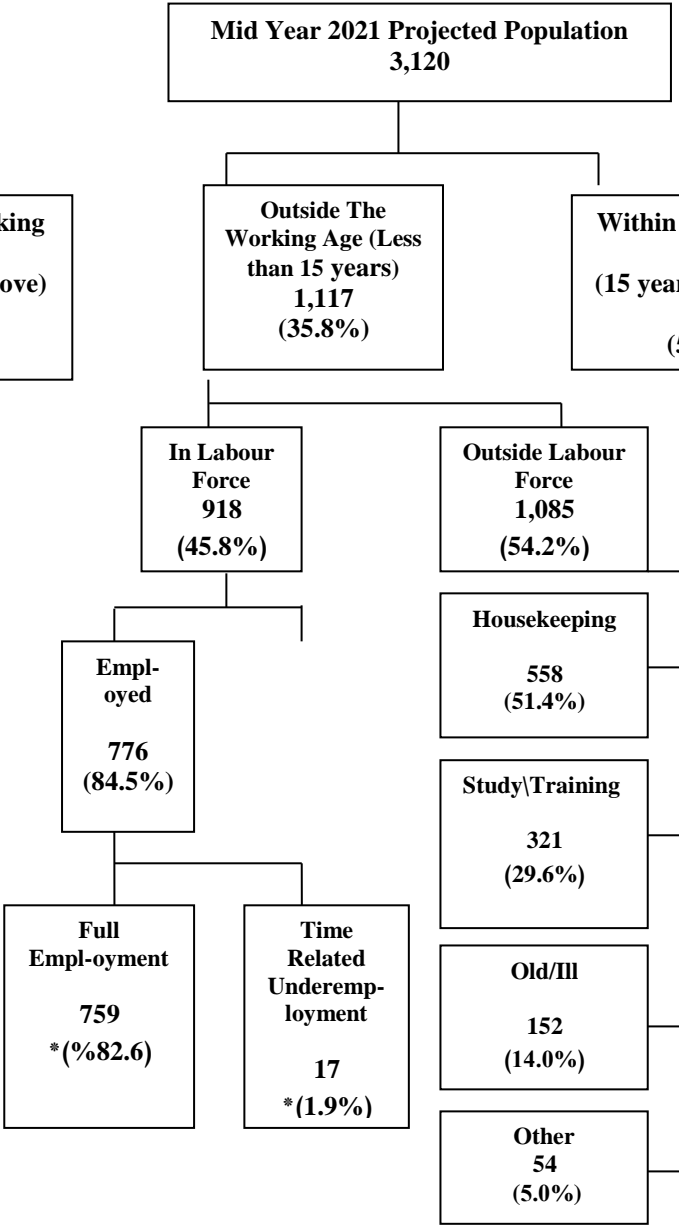 Mid Year 2021 Projected Population
3,120
king
ove)
Outside The
Working Age (Less
than 15 years)
1,117
(35.8%)
Within
(15 year
(5
In Labour
Force
918
(45.8%)
Outside Labour
Force
1,085
(54.2%)
Empl-
oyed
776
(84.5%)
Housekeeping
558
(51.4%)
Study\Training
321
(29.6%)
Full
Empl-oyment
759
*(%82.6)
Time
Related
Underemp-
loyment
17
*(1.9%)
Old/Ill
152
(14.0%)
Other
54
(5.0%)